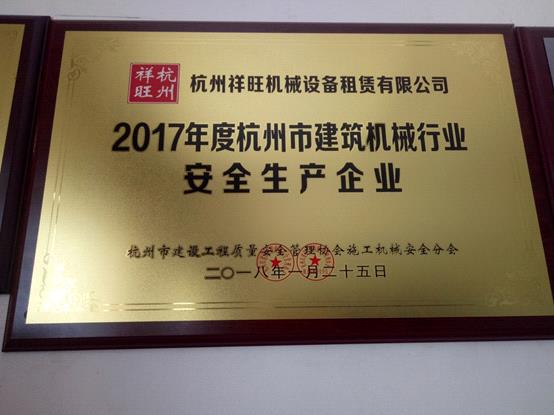 杭州祥旺
杭州祥旺机械设备租赁有限公司
2017年度杭州市建筑机械行业
安全生产企业
杭州市建设工程质量安全管理协会施工机械安全分会
二〇一八年一月二十五日